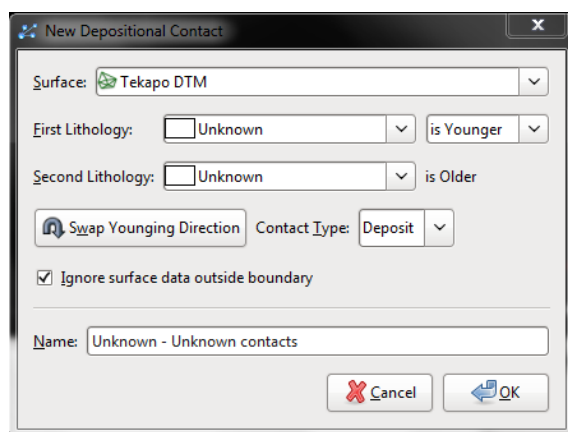 New Depositional Contact
x
Surface: Tekapo DTM
First Lithology: Unknown is Younger
Second Lithology: Unknown is Older
Swap Younging Direction Contact Type: Deposit
Ignore surface data outside boundary
Name: Unknown - Unknown contacts
Cancel OK